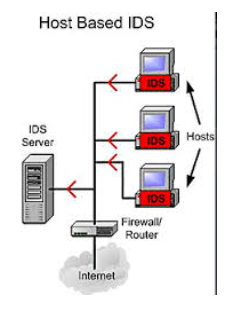 Host Based IDS
IDS
IDS
Server
IDS
Hosts
IDS
Firewall/
Router
Internet